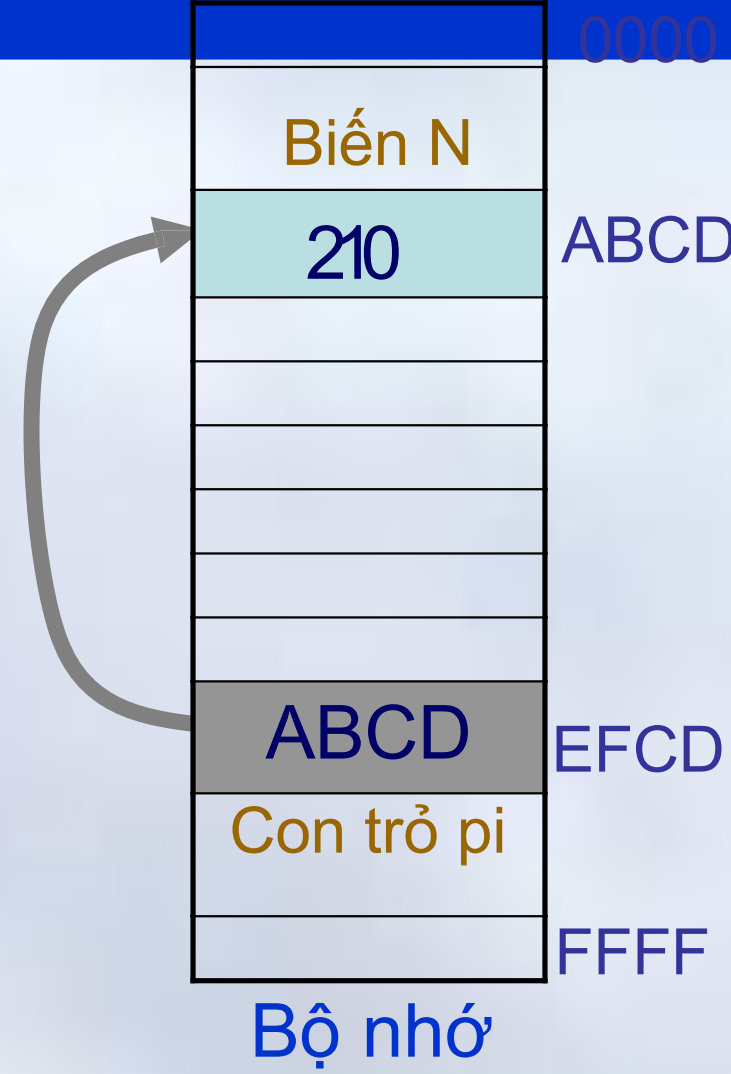 0000
Biến N
210
ABCD
ABCD
EFCD
Con trỏ pi
FFFF
Bộ nhớ